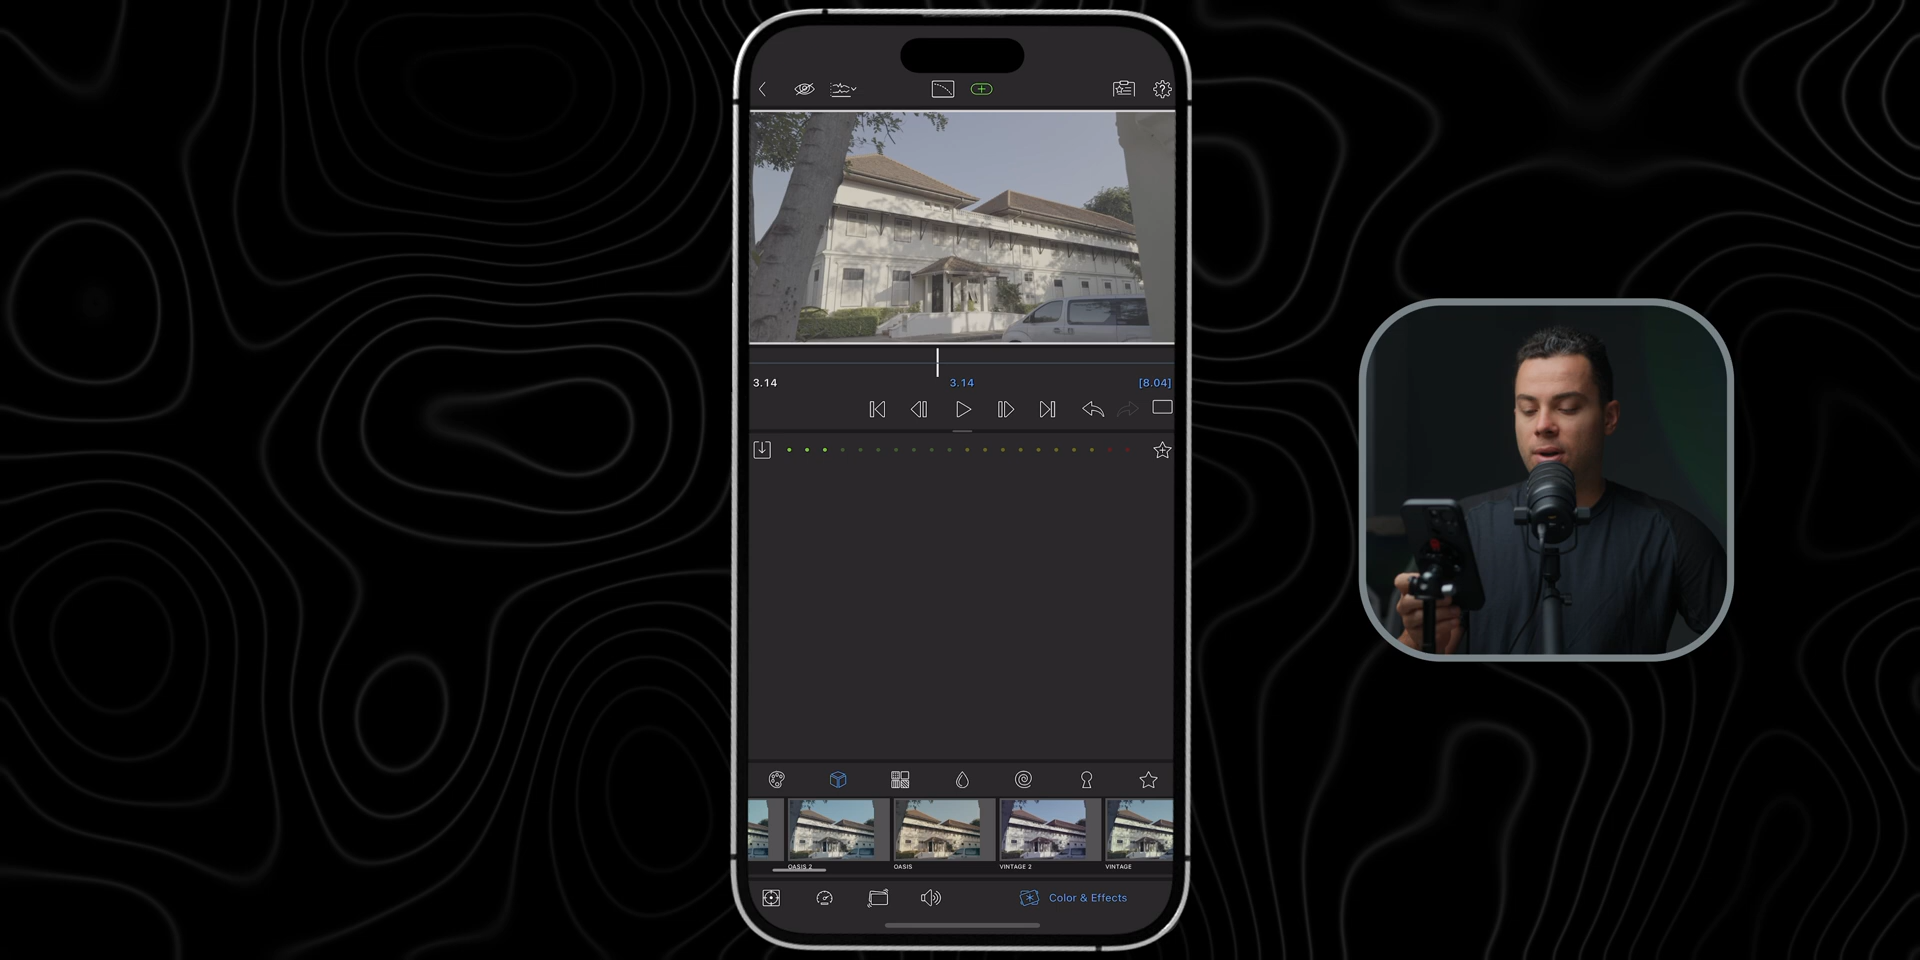 3.14 3.14 [8.04]
OASIS 2 OASIS VINTAGE 2 VINTAGE
Color & Effects